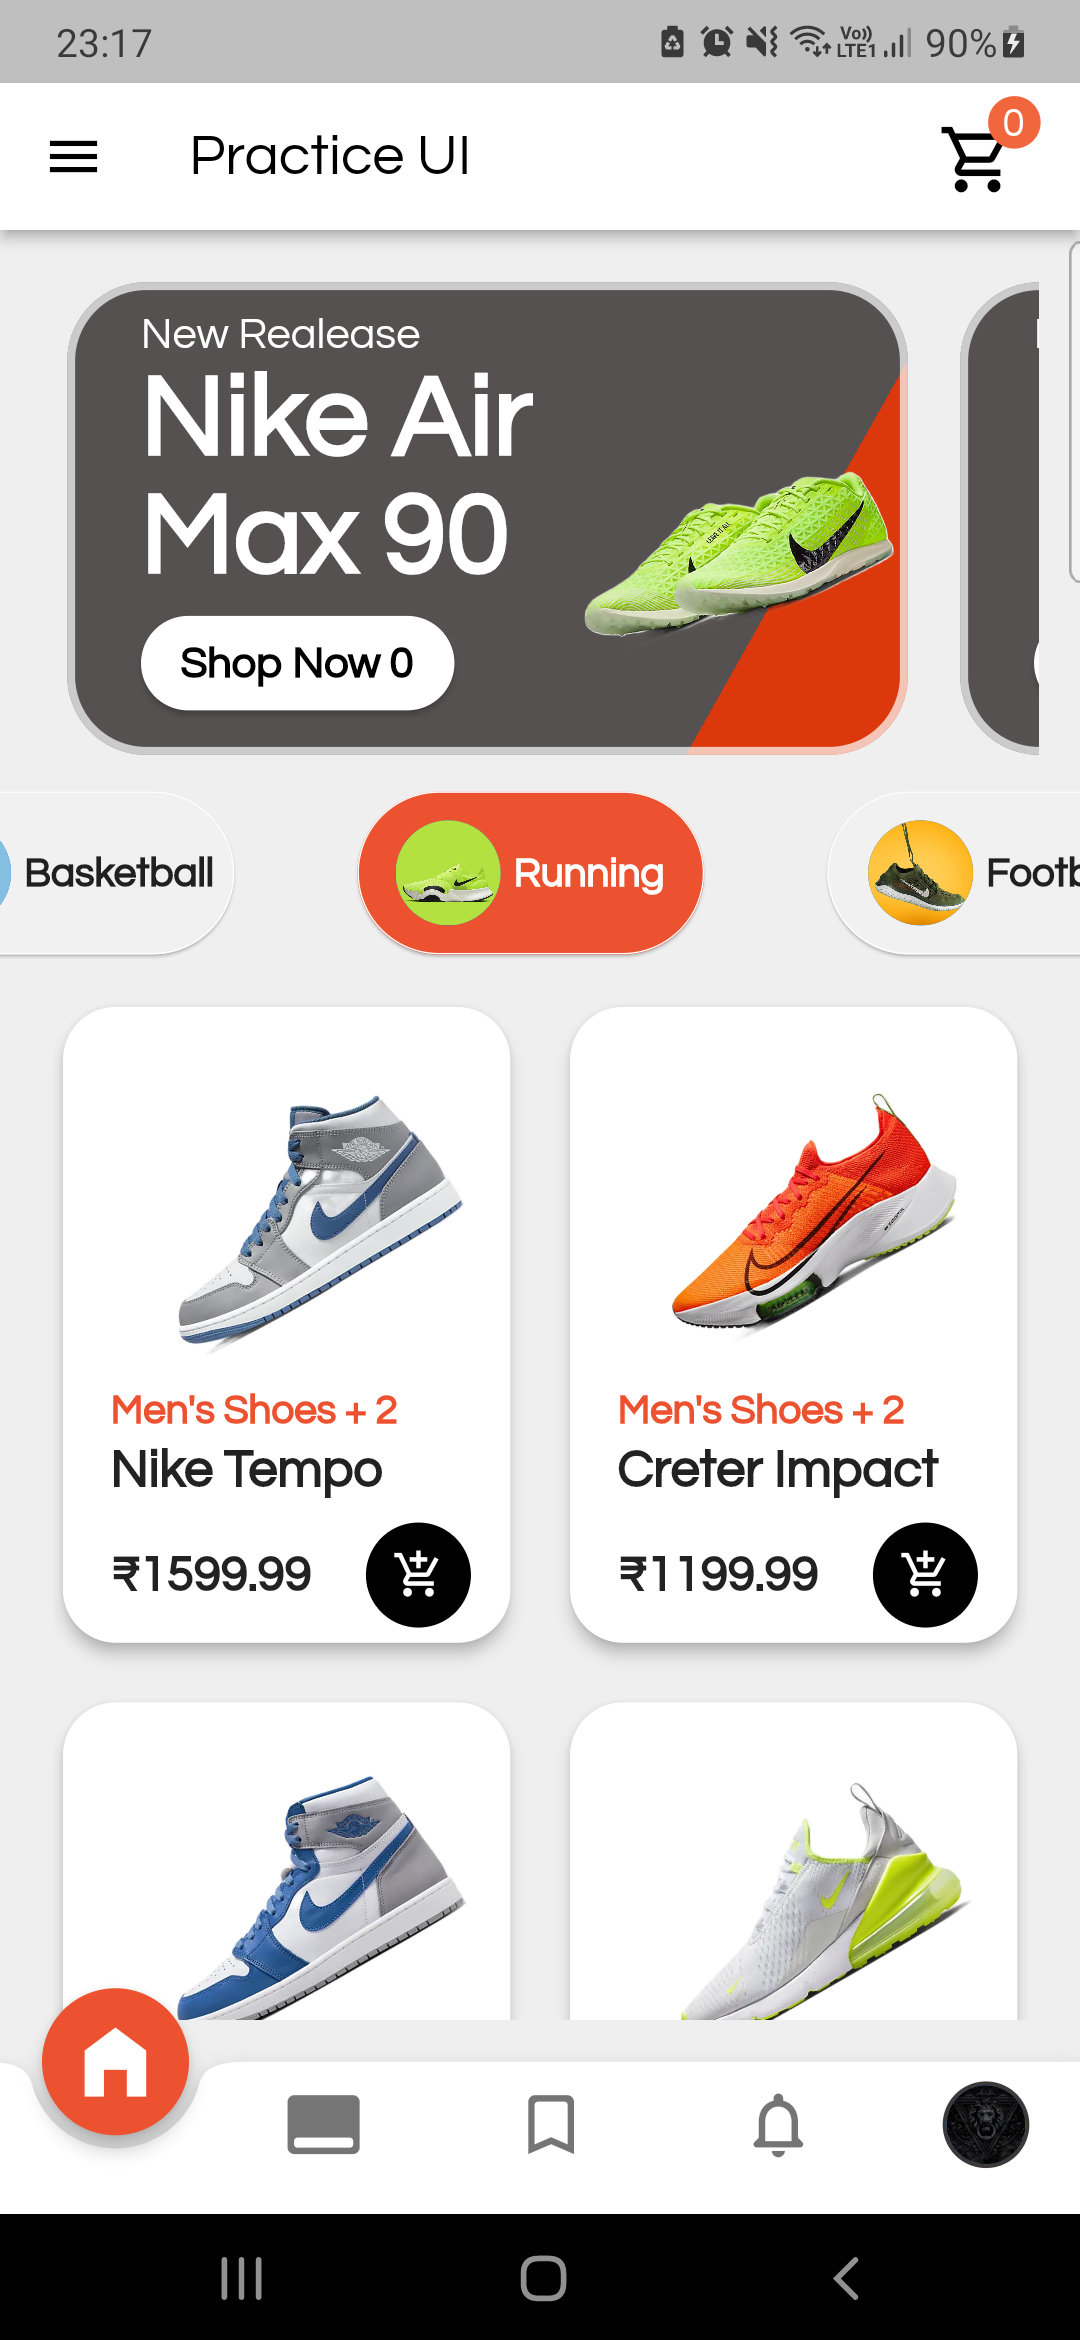 23:17
Vo)) LTE1 90%
Practice UI
0
New Realease
Nike Air
Max 90
Shop Now 0
Basketball
Running
Footb
Men's Shoes + 2
Nike Tempo
₹1599.99
Men's Shoes + 2
Creter Impact
₹1199.99